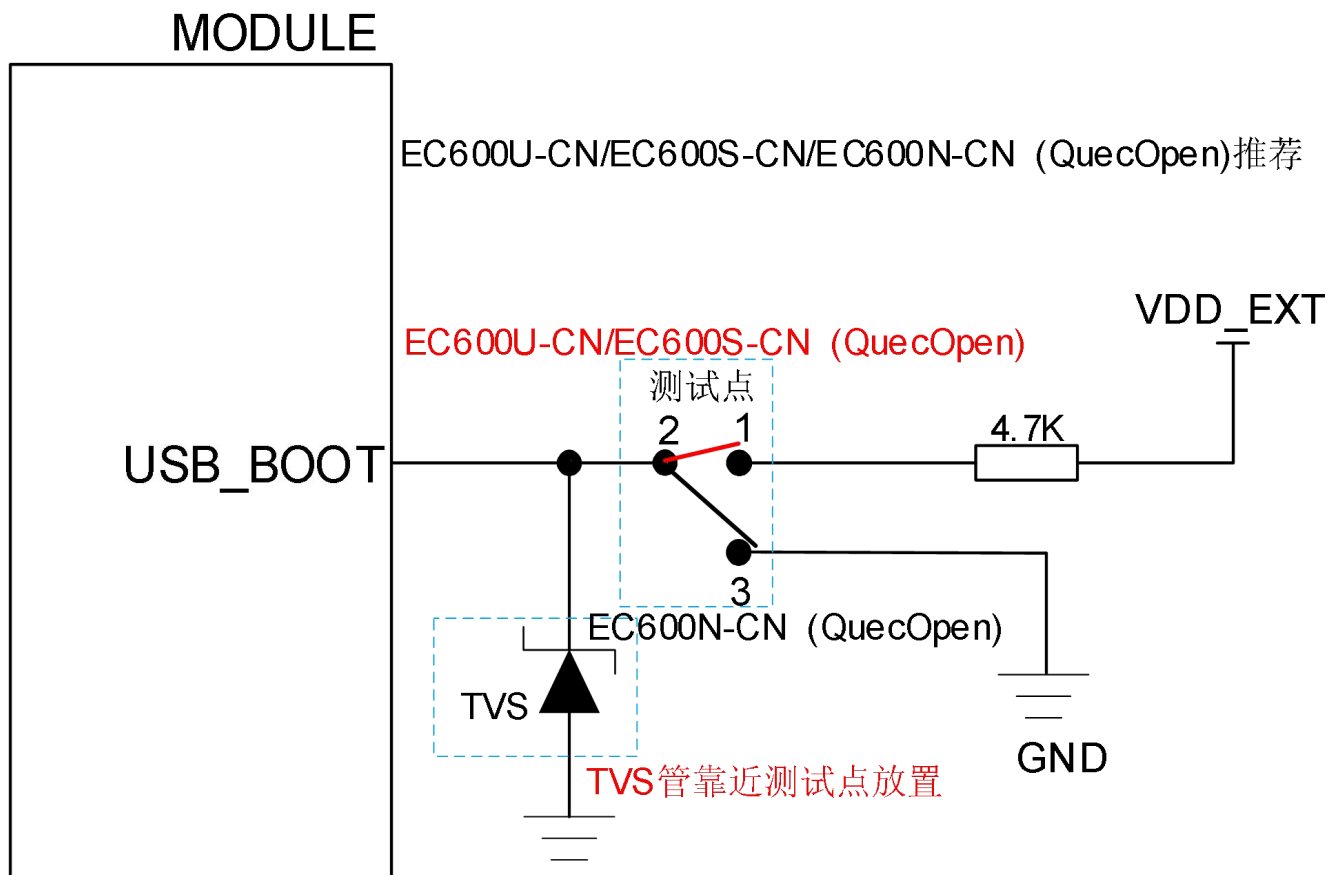 MODULE
EC600U-CN/EC600S-CN/EC600N-CN (QuecOpen)推荐
VDD_EXT
EC600U-CN/EC600S-CN (QuecOpen)
测试点
2 1
4.7K
USB_BOOT
3
EC600N-CN (QuecOpen)
TVS
GND
TVS管靠近测试点放置